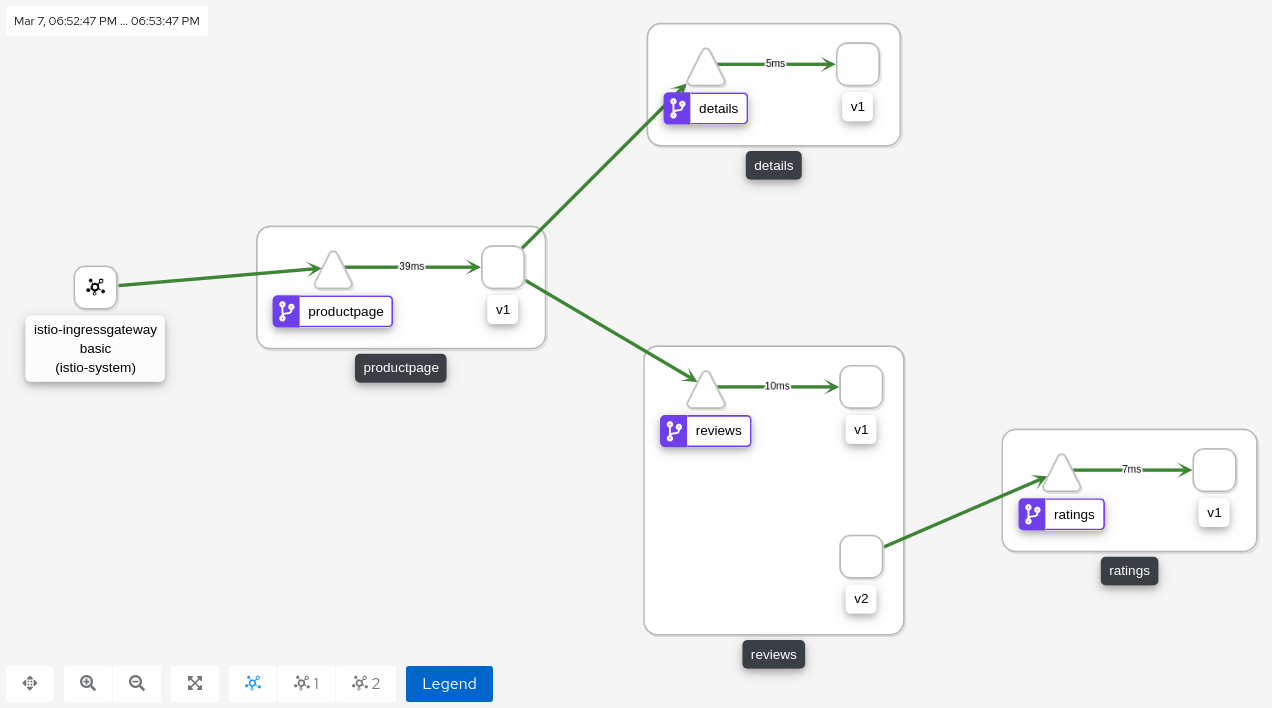 Mar 7, 06:52:47 PM ... 06:53:47 PM
5ms
details
v1
details
39ms
productpage
v1
productpage
istio-ingressgateway
basic
(istio-system)
10ms
reviews
v1
v2
reviews
7ms
ratings
v1
ratings
1
2
Legend